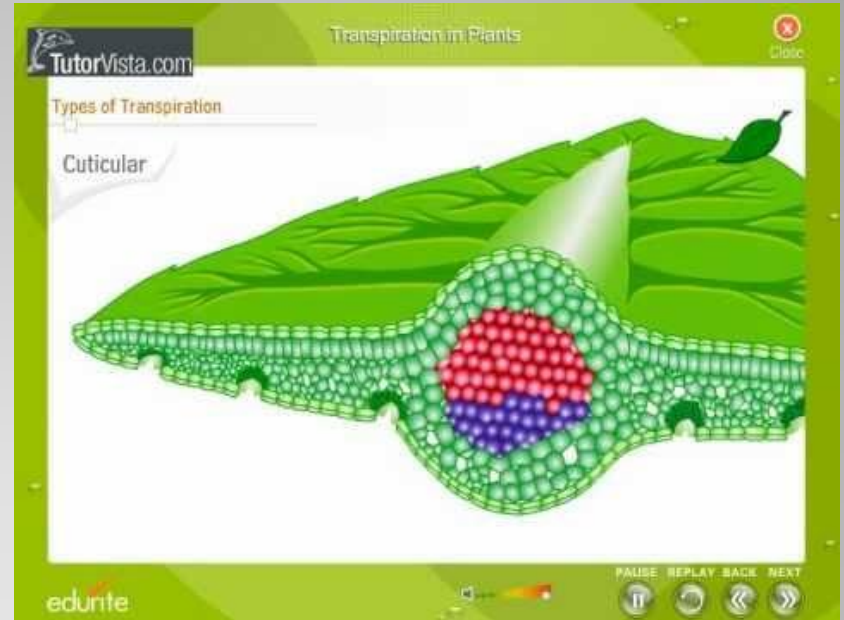 Transpiration in Plants
Close
TutorVista.com
Types of Transpiration
Cuticular
PAUSE REPLAY BACK NEXT
edurite